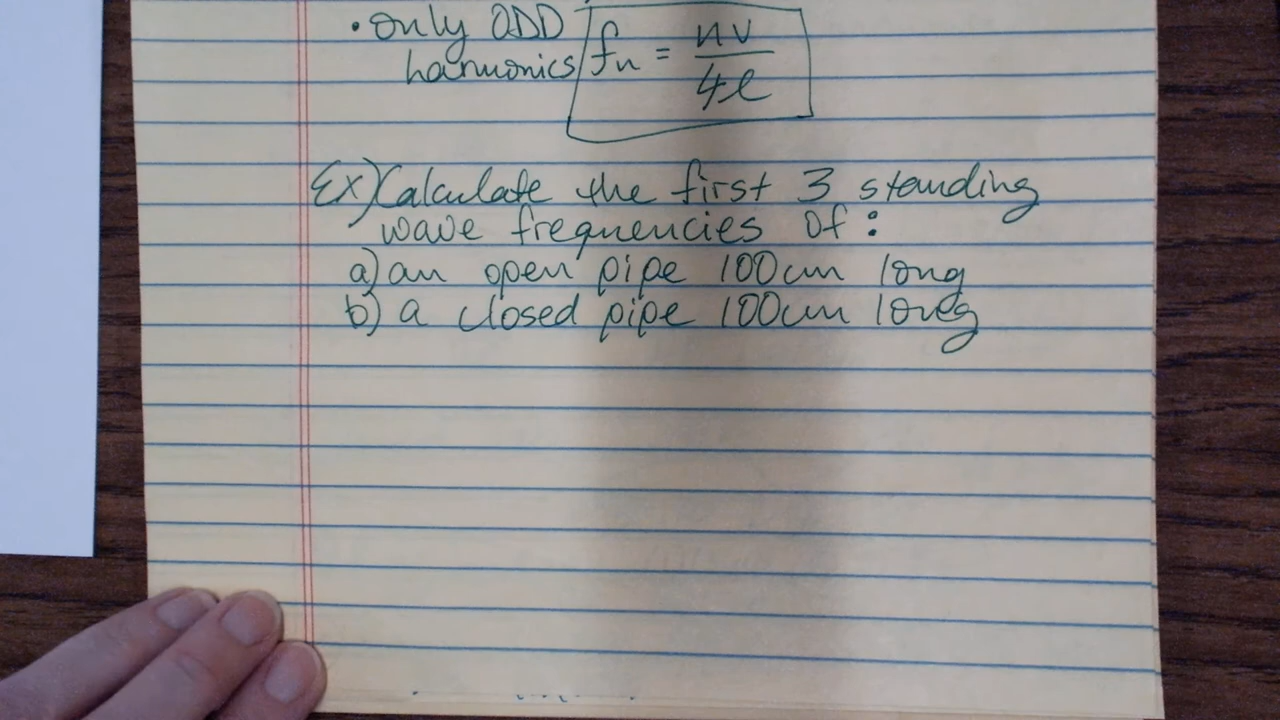 • only ODD
harmonics fn = nv/4ℓ
Ex) Calculate the first 3 standing
wave frequencies of:
a) an open pipe 100cm long
b) a closed pipe 100cm long